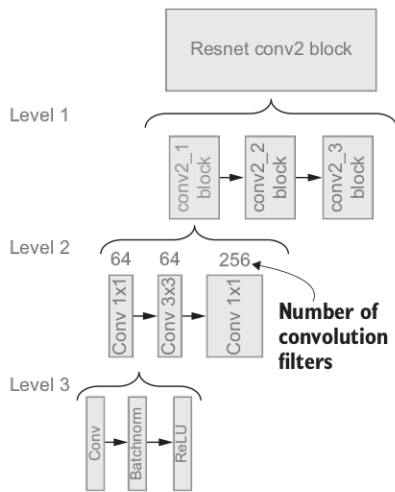 Resnet conv2 block
Level 1
conv2_1
block
conv2_2
block
conv2_3
block
Level 2
64
64
256
Conv 1x1
Conv 3x3
Conv 1x1
Number of
convolution
filters
Level 3
Conv
Batchnorm
ReLU